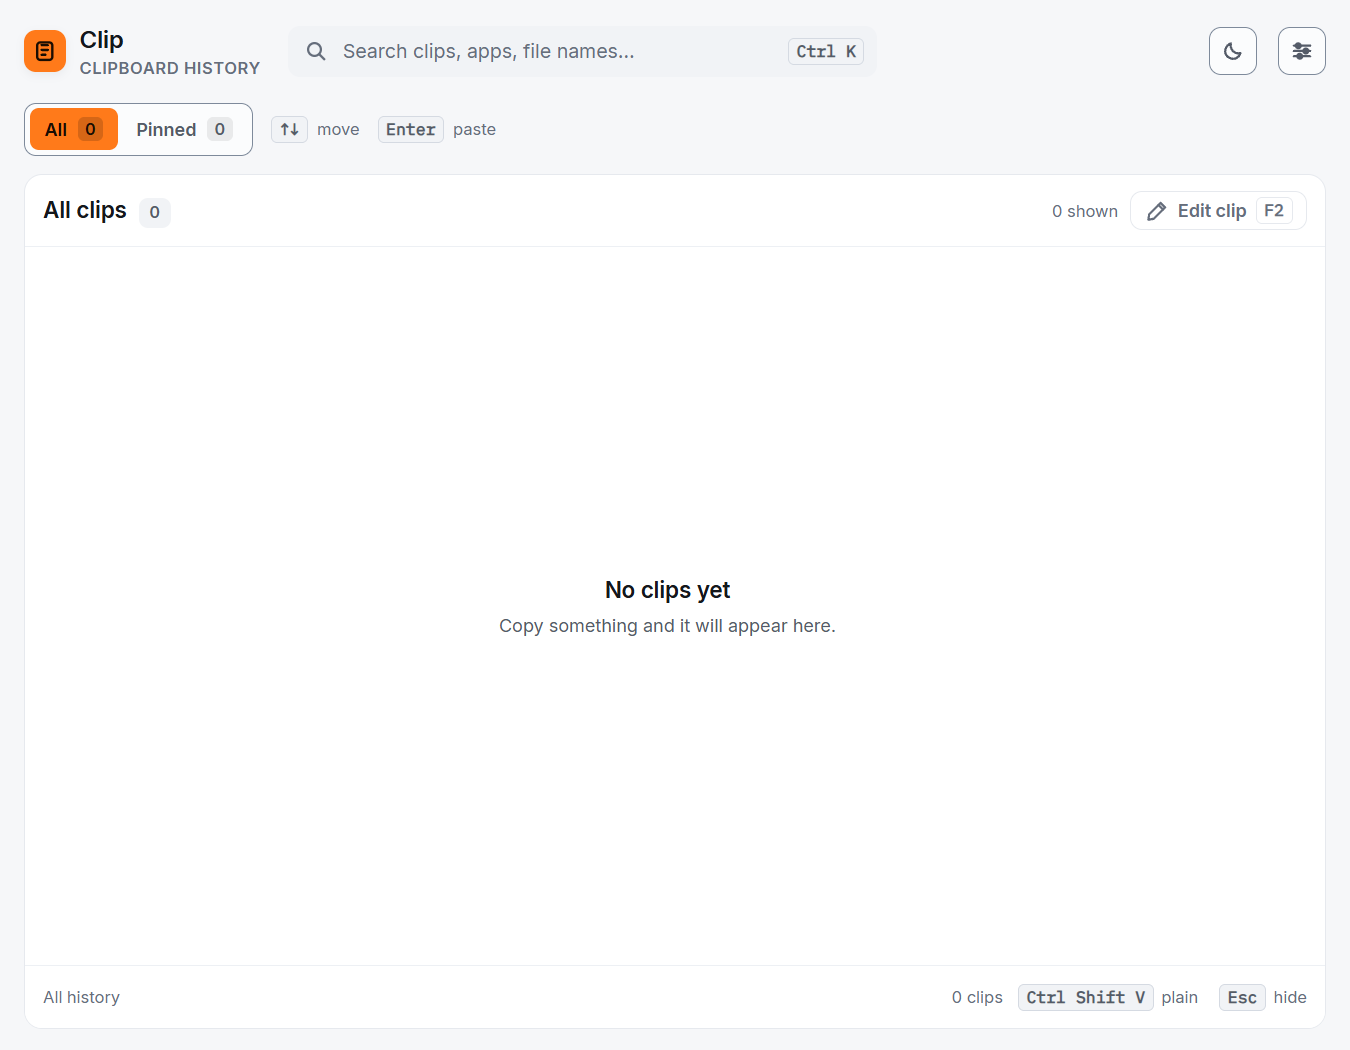 Clip
CLIPBOARD HISTORY
Search clips, apps, file names...
Ctrl K
All 0 Pinned 0 ↑↓ move Enter paste
All clips 0
0 shown Edit clip F2
No clips yet
Copy something and it will appear here.
All history
0 clips Ctrl Shift V plain Esc hide